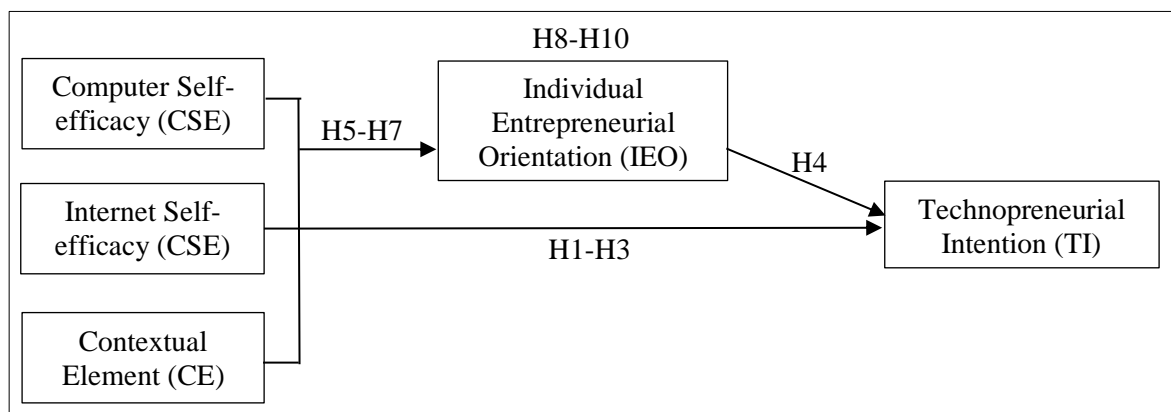 H8-H10
Computer Self-
efficacy (CSE)
Individual
Entrepreneurial
Orientation (IEO)
H5-H7
H4
Internet Self-
efficacy (CSE)
Technopreneurial
Intention (TI)
H1-H3
Contextual
Element (CE)